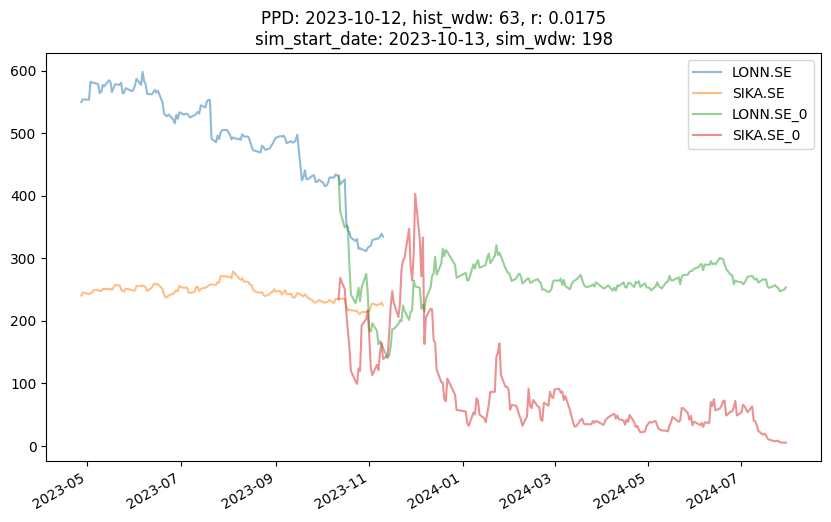 PPD: 2023-10-12, hist_wdw: 63, r: 0.0175
sim_start_date: 2023-10-13, sim_wdw: 198
LONN.SE
SIKA.SE
LONN.SE_0
SIKA.SE_0
600
500
400
300
200
100
0
2023-05
2023-07
2023-09
2023-11
2024-01
2024-03
2024-05
2024-07